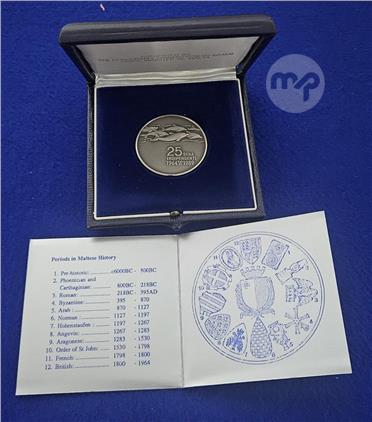 mp
25 SENA
INDIPENDENTI
1964 1989
Periods in Maltese History
1. Pre-historic: c6000BC - 800BC
2. Phoenician and
Carthaginian: 800BC - 218BC
3. Roman: 218BC - 395AD
4. Byzantine: 395 - 870
5. Arab: 870 - 1127
6. Norman: 1127 - 1197
7. Hohenstaufen: 1197 - 1267
8. Angevin: 1267 - 1283
9. Aragonese: 1283 - 1530
10. Order of St John: 1530 - 1798
11. French: 1798 - 1800
12. British: 1800 - 1964